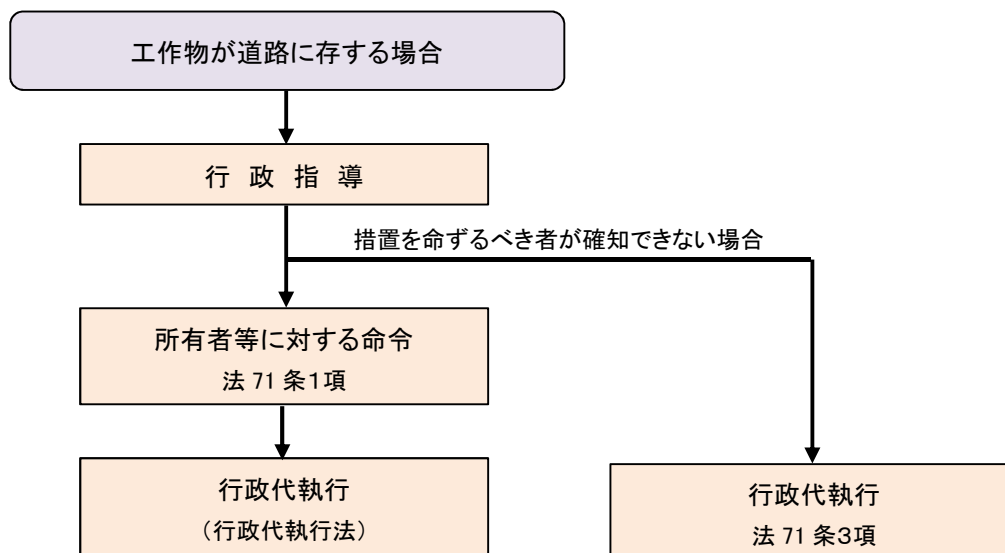 工作物が道路に存する場合
行 政 指 導
措置を命ずるべき者が確知できない場合
所有者等に対する命令
法 71 条1項
行政代執行
（行政代執行法）
行政代執行
法 71 条3項